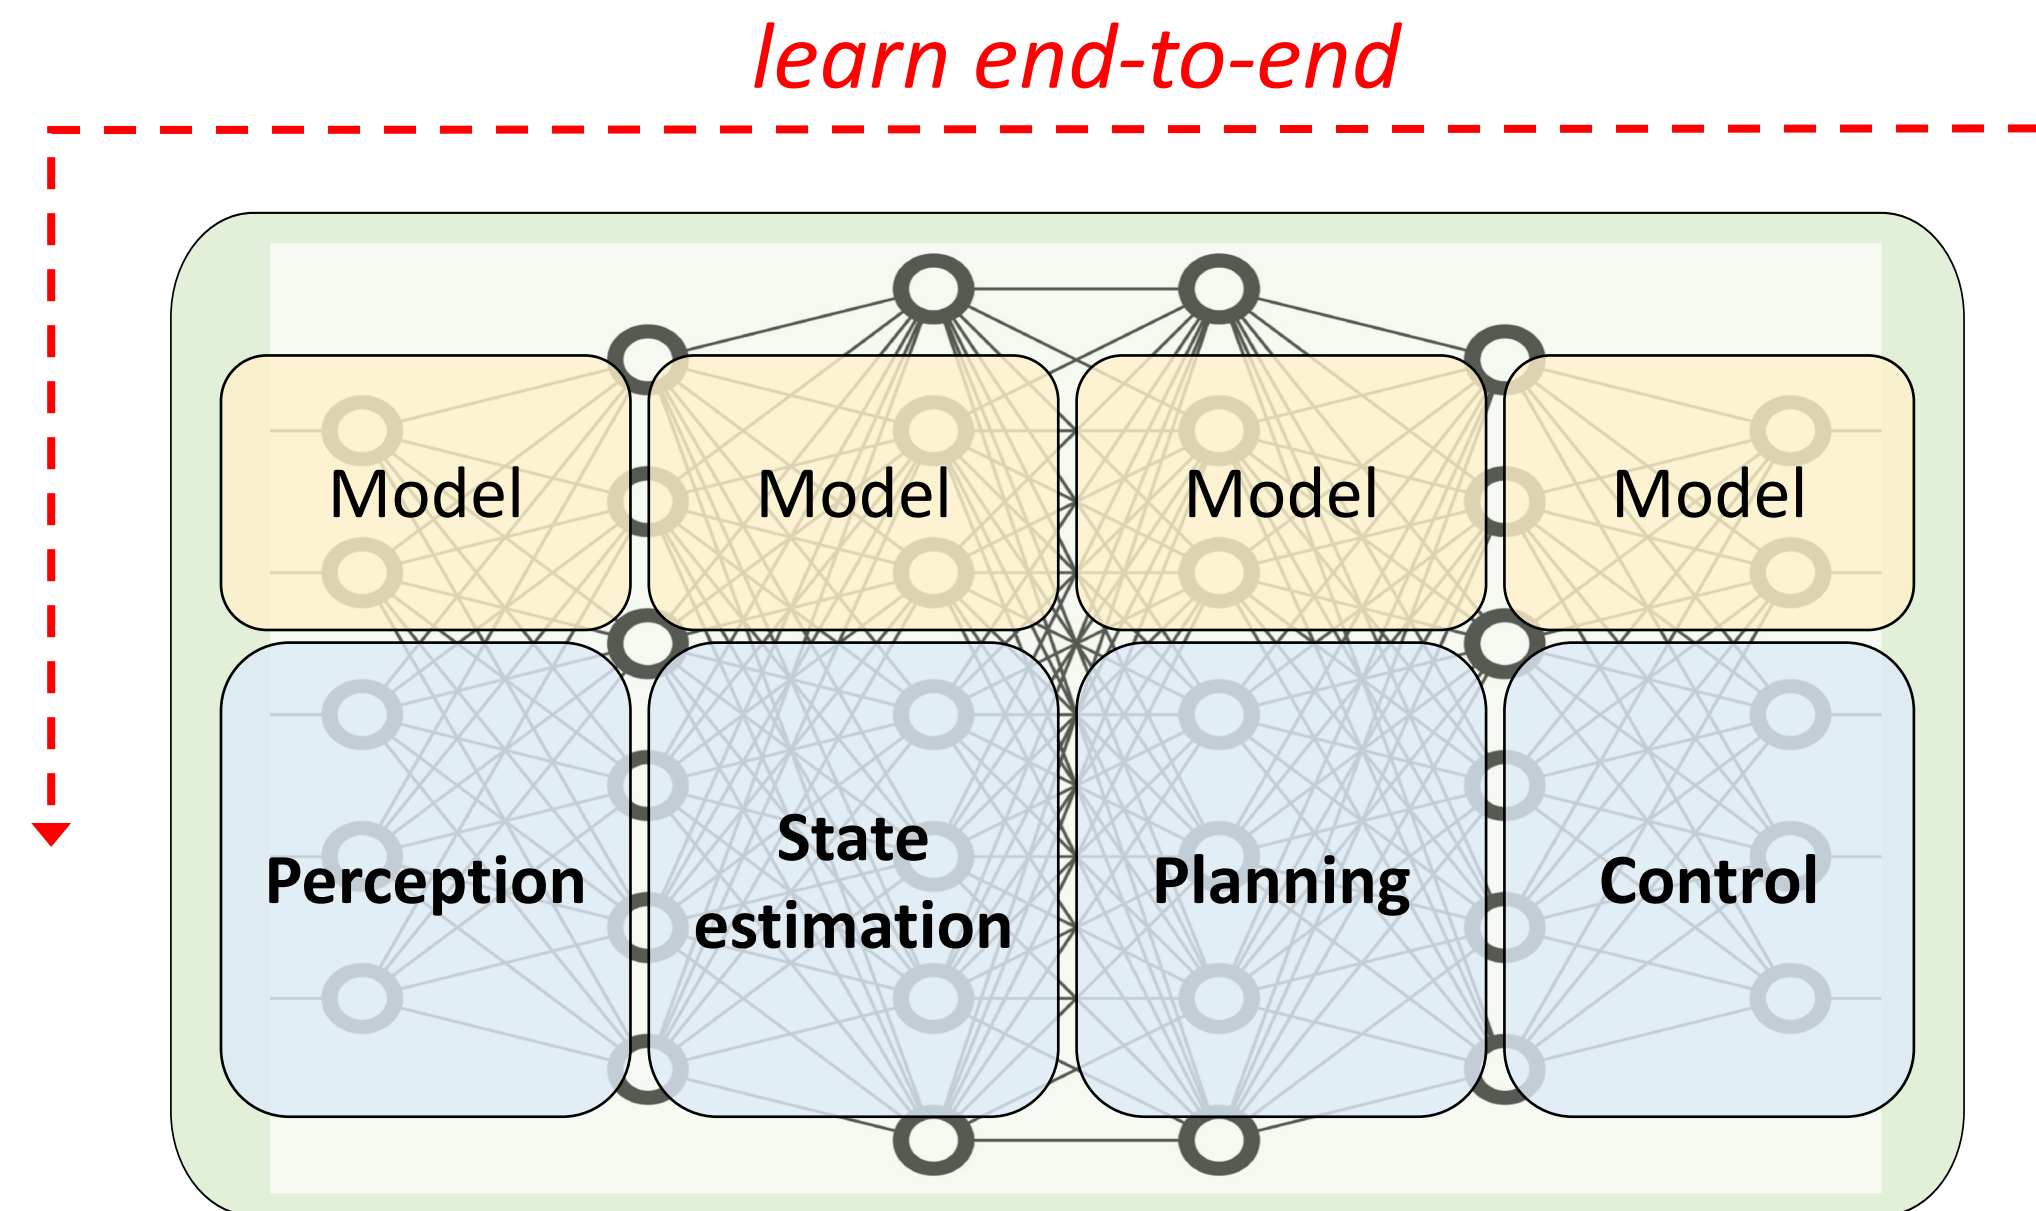 learn end-to-end
Model
Model
Model
Model
Perception
State
estimation
Planning
Control